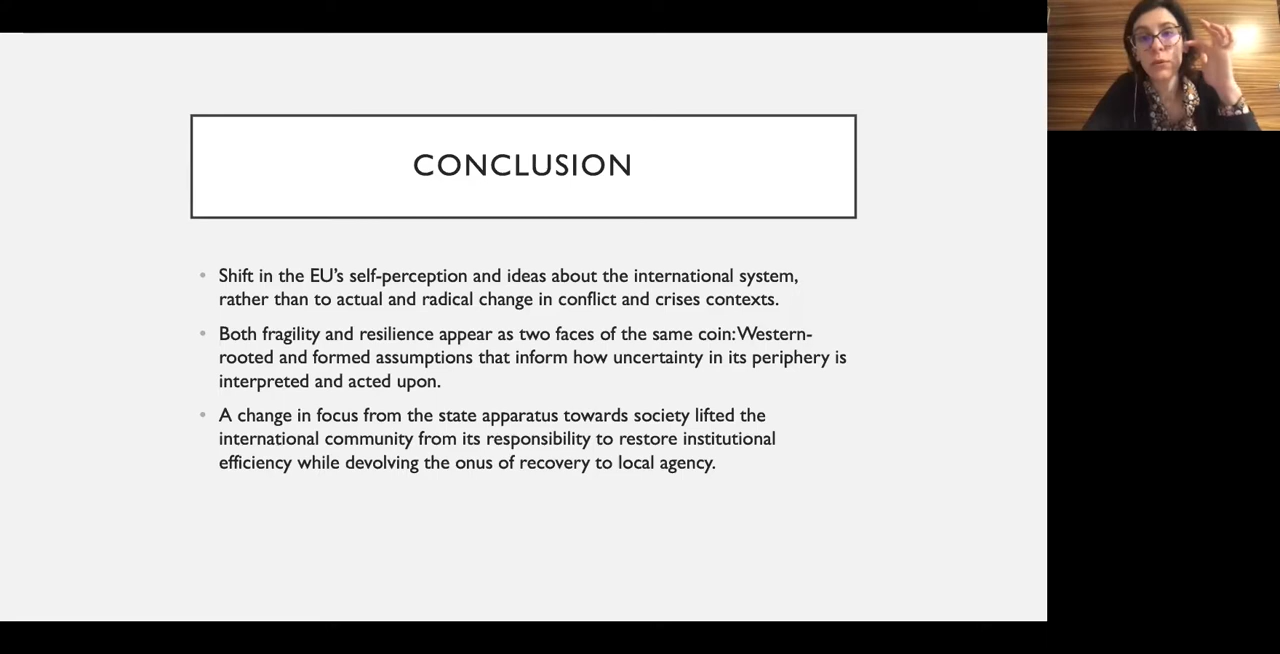 CONCLUSION
• Shift in the EU's self-perception and ideas about the international system,
rather than to actual and radical change in conflict and crises contexts.
• Both fragility and resilience appear as two faces of the same coin: Western-
rooted and formed assumptions that inform how uncertainty in its periphery is
interpreted and acted upon.
• A change in focus from the state apparatus towards society lifted the
international community from its responsibility to restore institutional
efficiency while devolving the onus of recovery to local agency.